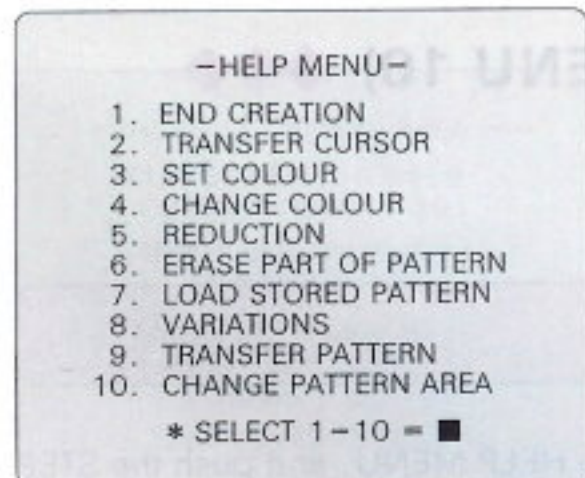 —HELP MENU—
1. END CREATION
2. TRANSFER CURSOR
3. SET COLOUR
4. CHANGE COLOUR
5. REDUCTION
6. ERASE PART OF PATTERN
7. LOAD STORED PATTERN
8. VARIATIONS
9. TRANSFER PATTERN
10. CHANGE PATTERN AREA
* SELECT 1–10 = ■